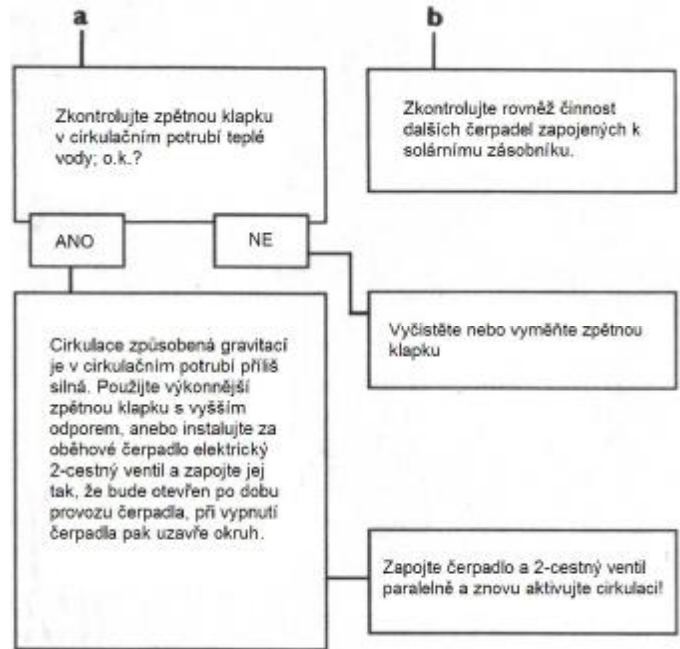 a
b
Zkontrolujte zpětnou klapku
v cirkulačním potrubí teplé
vody; o.k.?
Zkontrolujte rovněž činnost
dalších čerpadel zapojených k
solárnímu zásobníku.
ANO
NE
Cirkulace způsobená gravitací
je v cirkulačním potrubí příliš
silná. Použijte výkonnější
zpětnou klapku s vyšším
odporem, anebo instalujte za
oběhové čerpadlo elektrický
2-cestný ventil a zapojte jej
tak, že bude otevřen po dobu
provozu čerpadla, při vypnutí
čerpadla pak uzavře okruh.
Vyčistěte nebo vyměňte zpětnou
klapku
Zapojte čerpadlo a 2-cestný ventil
paralelně a znovu aktivujte cirkulaci!